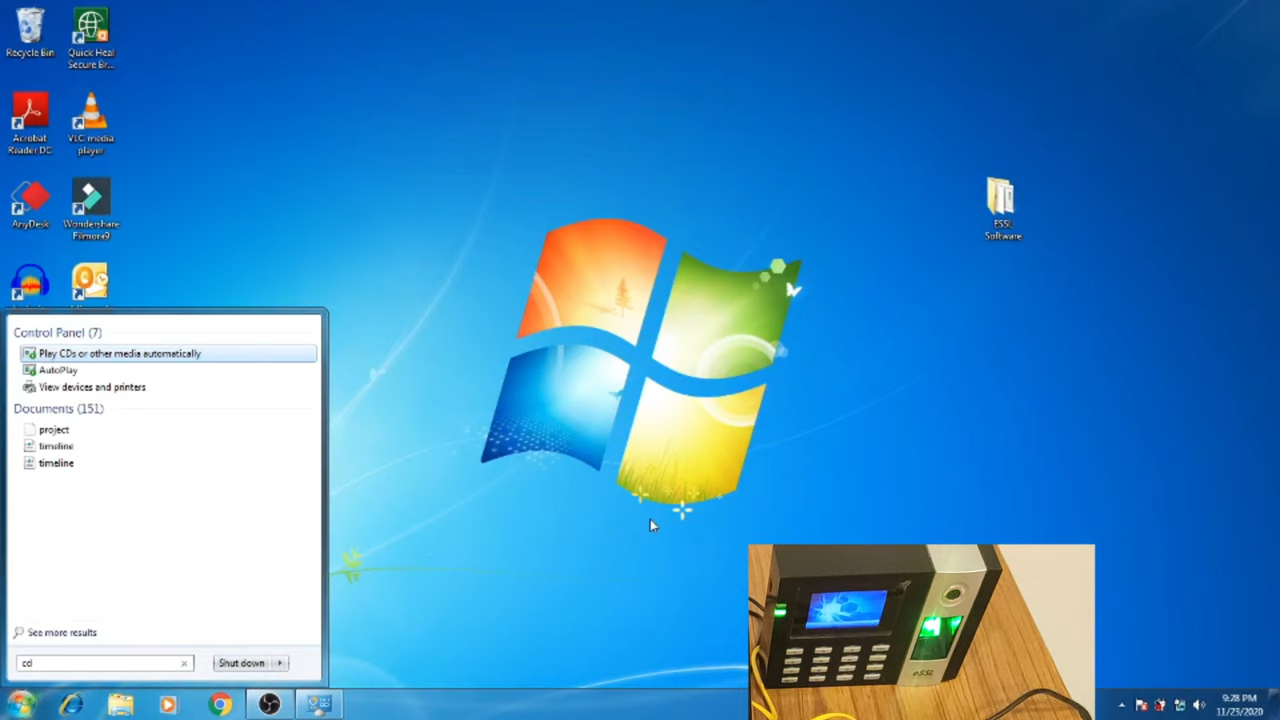 Recycle Bin
Quick Heal
Secure Br...
Acrobat
Reader DC
VLC media
player
AnyDesk
Wondershare
Filmora9
ESSL
Software
Control Panel (7)
Play CDs or other media automatically
AutoPlay
View devices and printers
Documents (151)
project
timeline
timeline
See more results
Shut down
eSSL
9:28 PM
11/23/2020